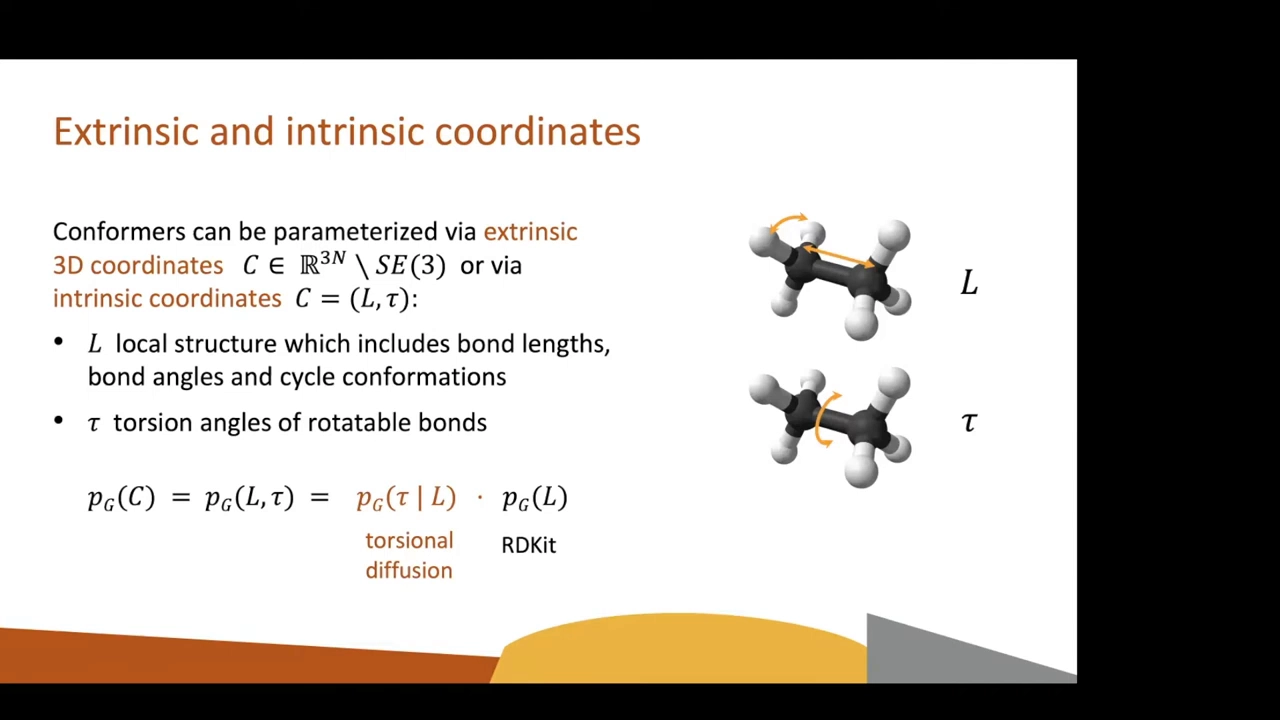 Extrinsic and intrinsic coordinates
Conformers can be parameterized via extrinsic
3D coordinates C ∈ ℝ³ᴺ \ SE(3) or via
intrinsic coordinates C = (L, τ):
• L local structure which includes bond lengths,
bond angles and cycle conformations
• τ torsion angles of rotatable bonds
p_G(C) = p_G(L, τ) = p_G(τ | L) · p_G(L)
torsional
diffusion
RDKit
L
τ